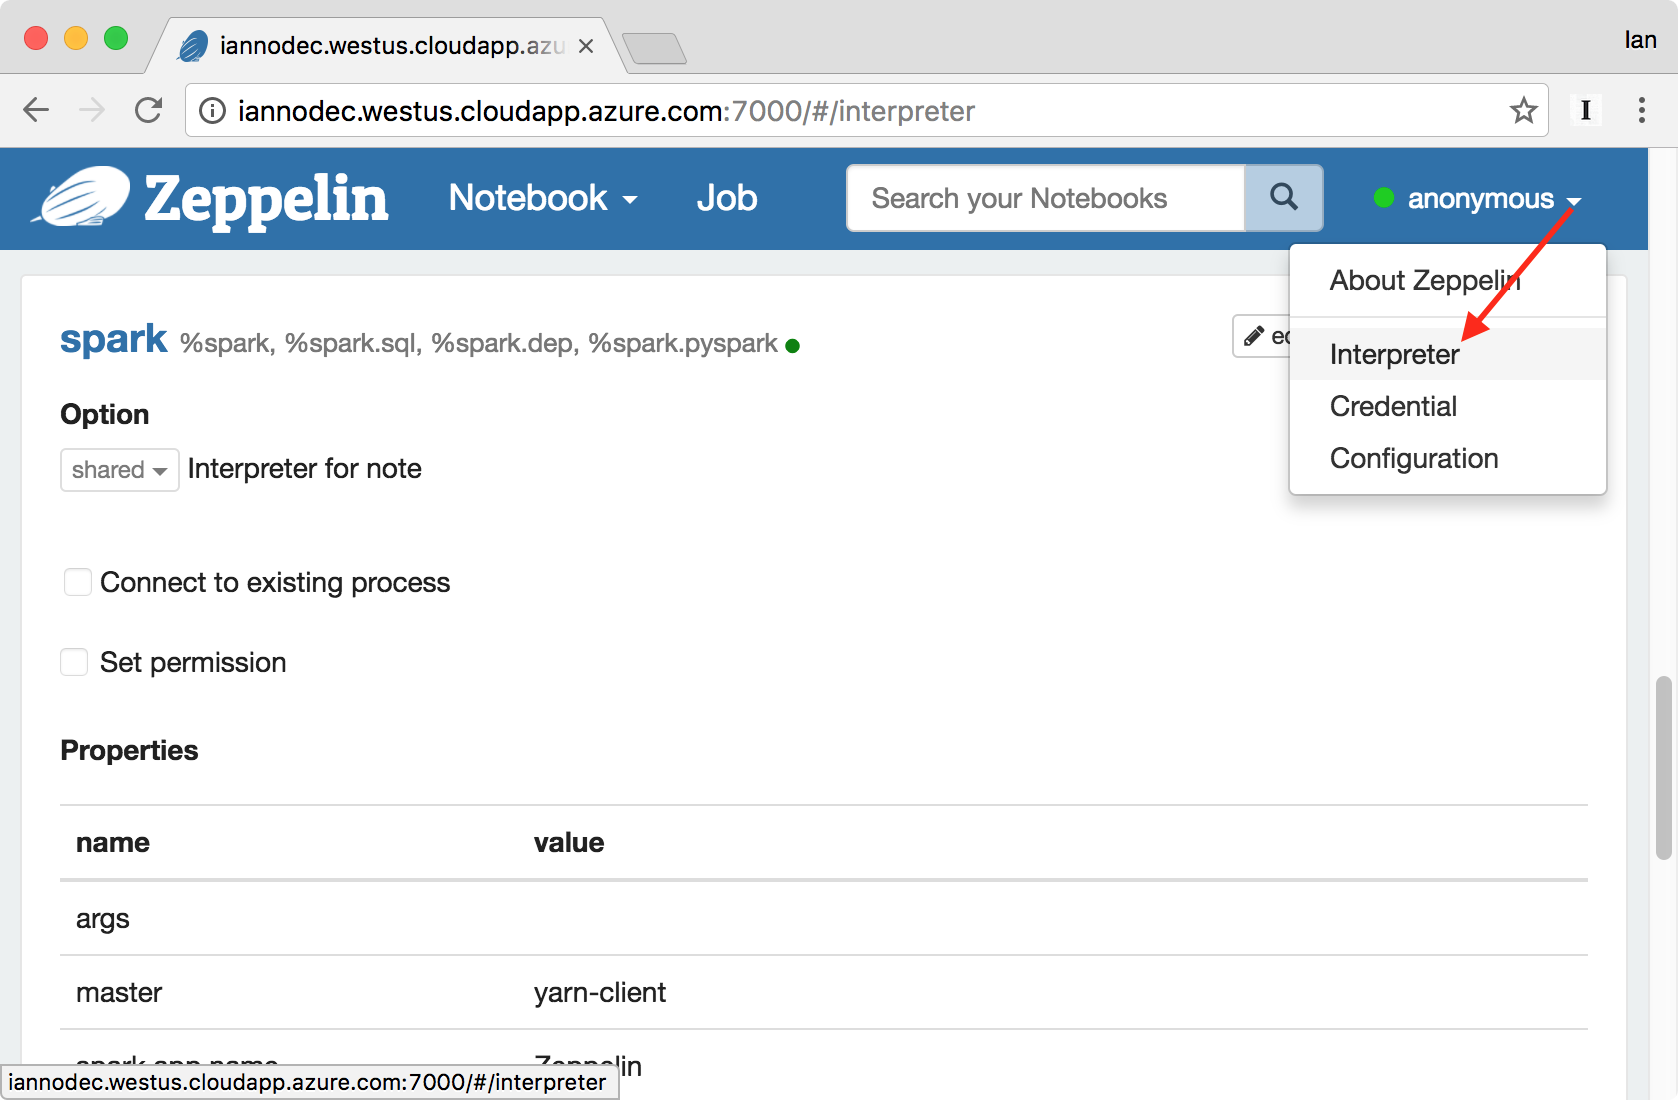 iannodec.westus.cloudapp.azu
Ian
iannodec.westus.cloudapp.azure.com:7000/#/interpreter
I
Zeppelin
Notebook
Job
Search your Notebooks
anonymous
About Zeppelin
Interpreter
Credential
Configuration
spark %spark, %spark.sql, %spark.dep, %spark.pyspark
Option
shared Interpreter for note
Connect to existing process
Set permission
Properties
name value
args
master yarn-client
spark.app.name Zeppelin
iannodec.westus.cloudapp.azure.com:7000/#/interpreter